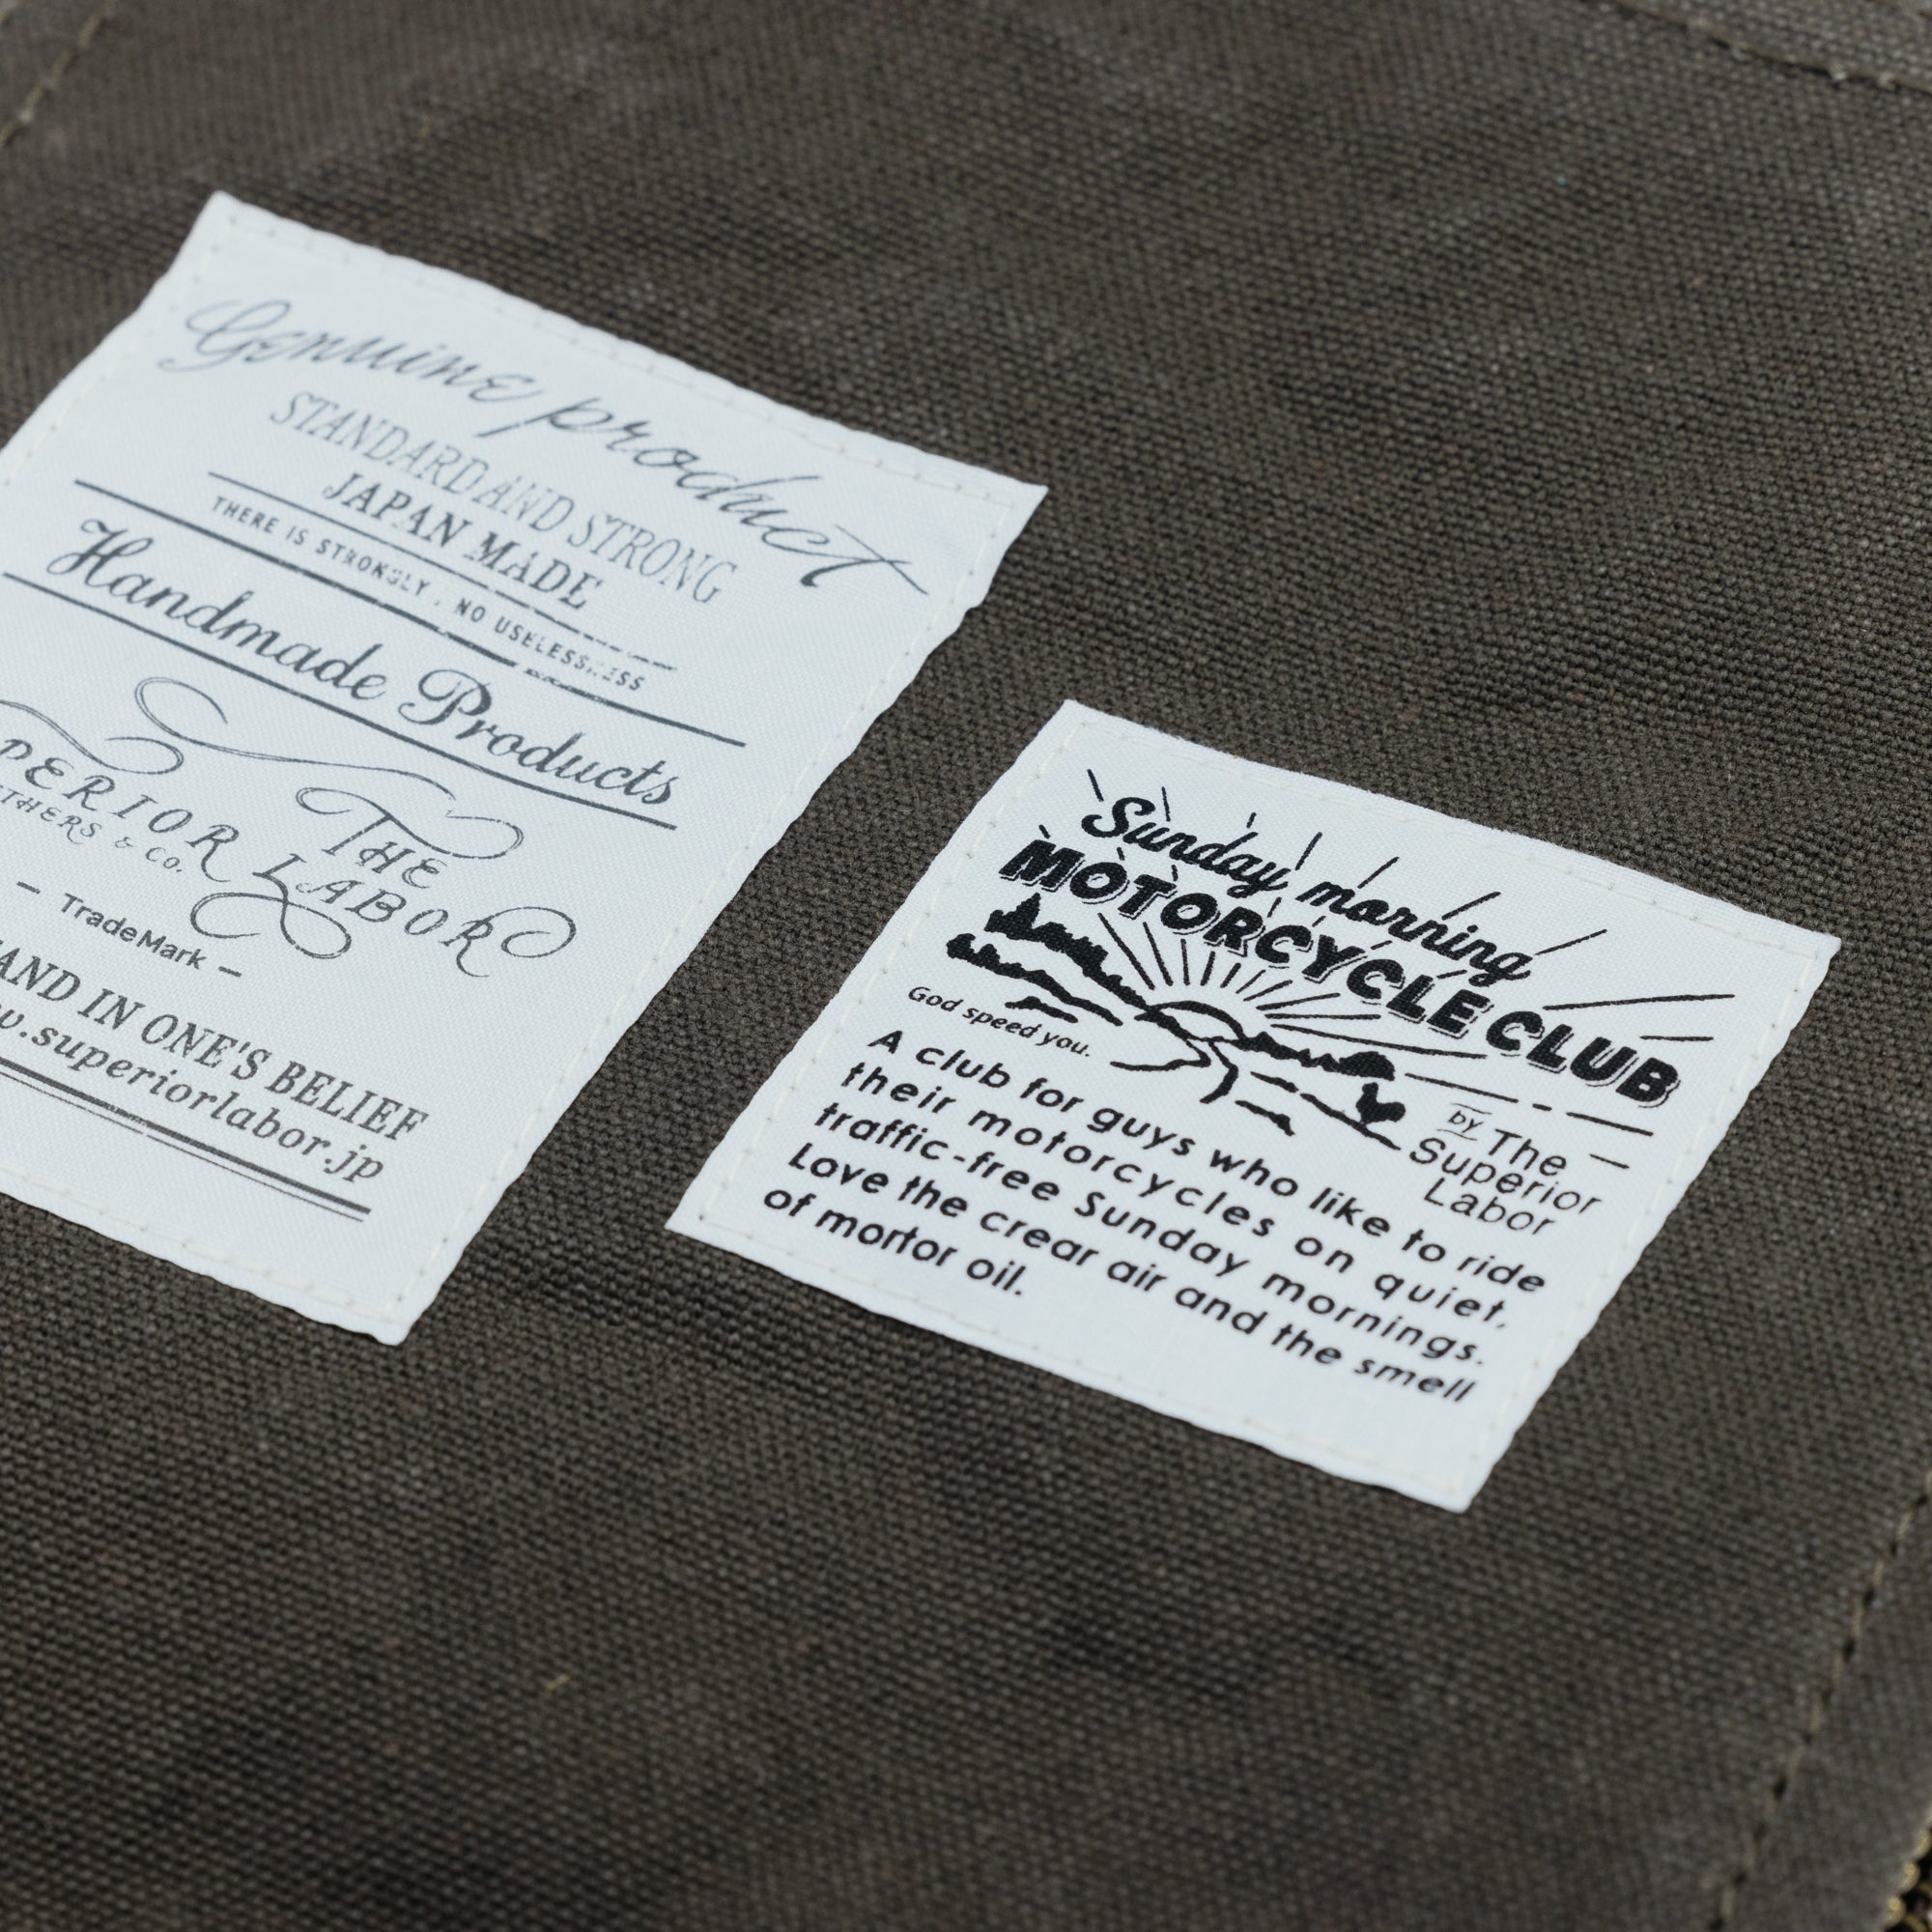 Genuine product
STANDARD AND STRONG
JAPAN MADE
THERE IS STRONGLY . NO USELESSNESS
Handmade Products
THE
PERIOR LABOR
THERS & Co.
– Trade Mark –
AND IN ONE'S BELIEF
w.superiorlabor.jp
Sunday morning
MOTORCYCLE CLUB
God speed you.
by The
Superior
Labor
A club for guys who like to ride
their motorcycles on quiet,
traffic-free Sunday mornings.
Love the crear air and the smell
of mortor oil.